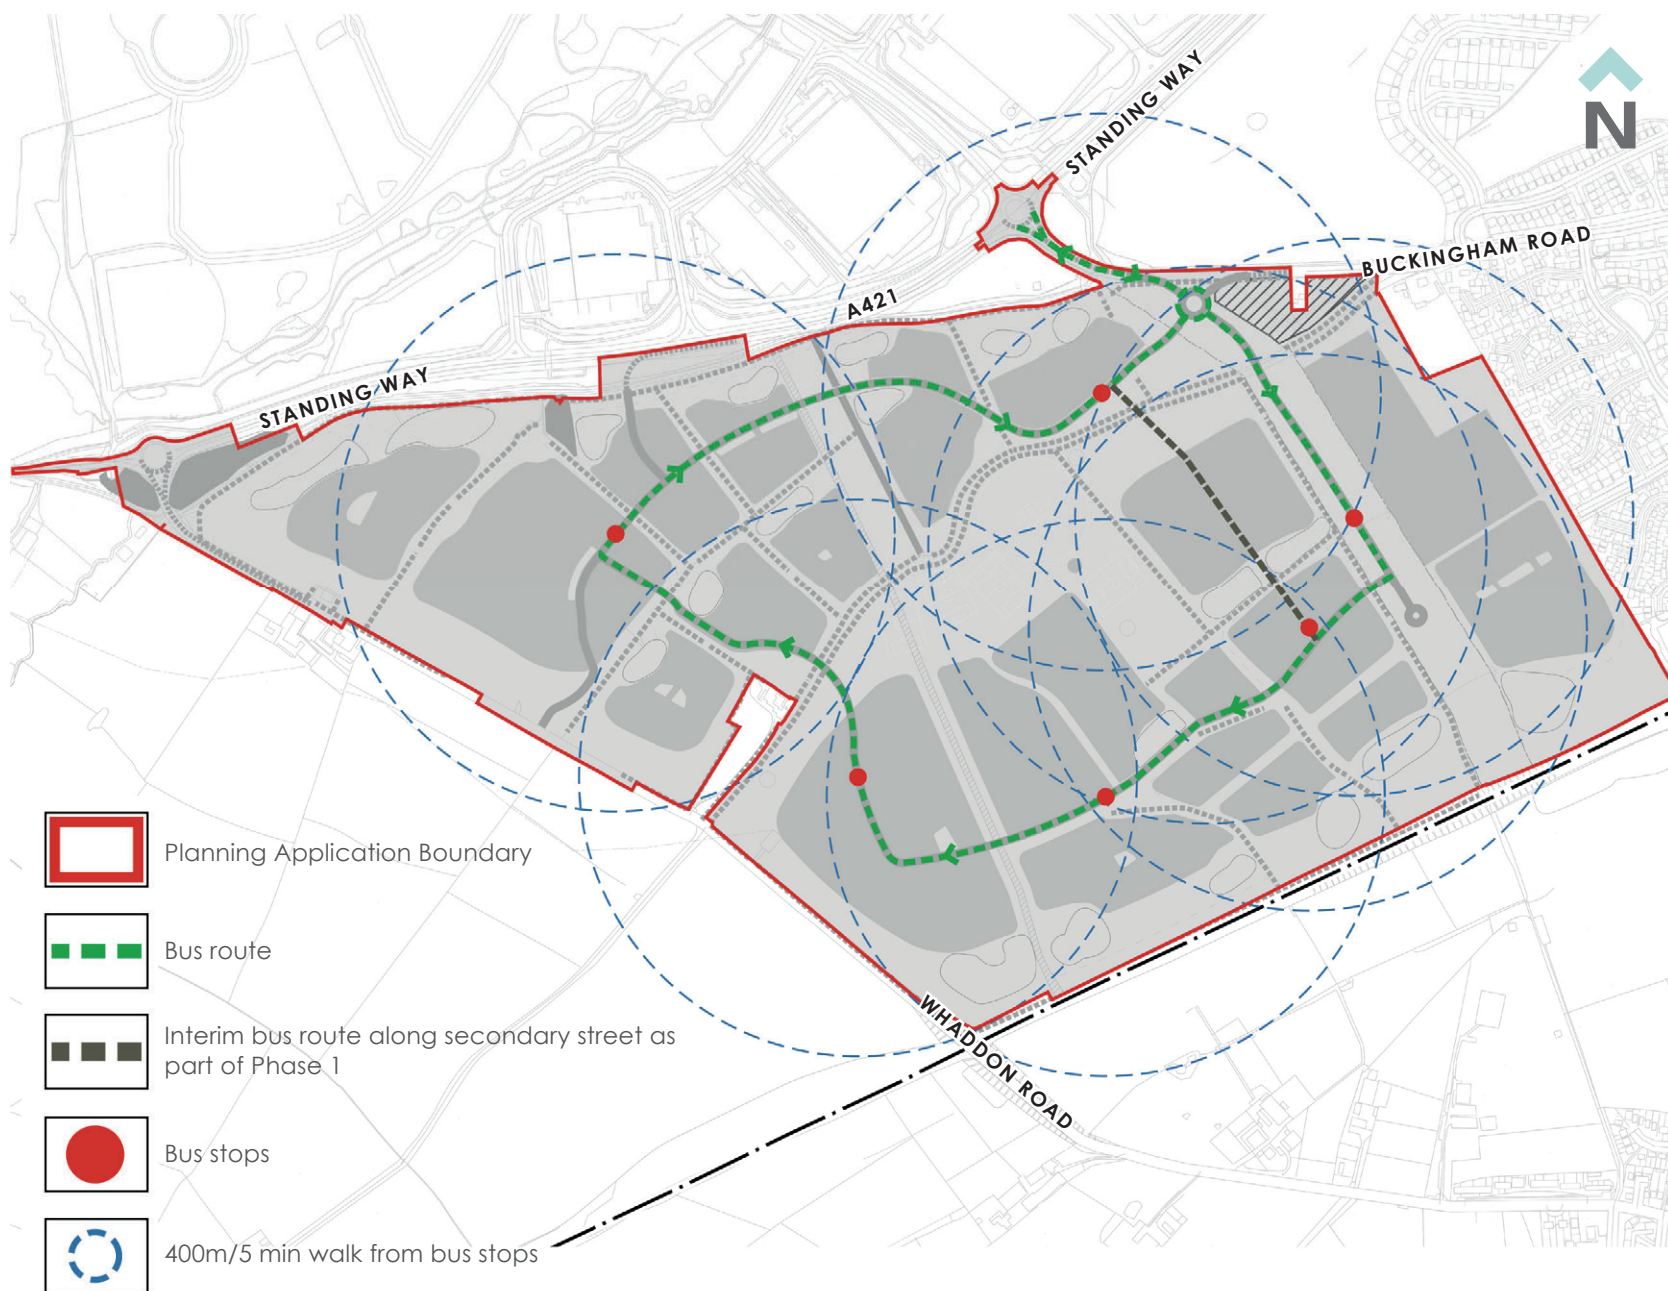 STANDING WAY
N
BUCKINGHAM ROAD
A421
STANDING WAY
Planning Application Boundary
Bus route
Interim bus route along secondary street as
part of Phase 1
WHADDON ROAD
Bus stops
400m/5 min walk from bus stops